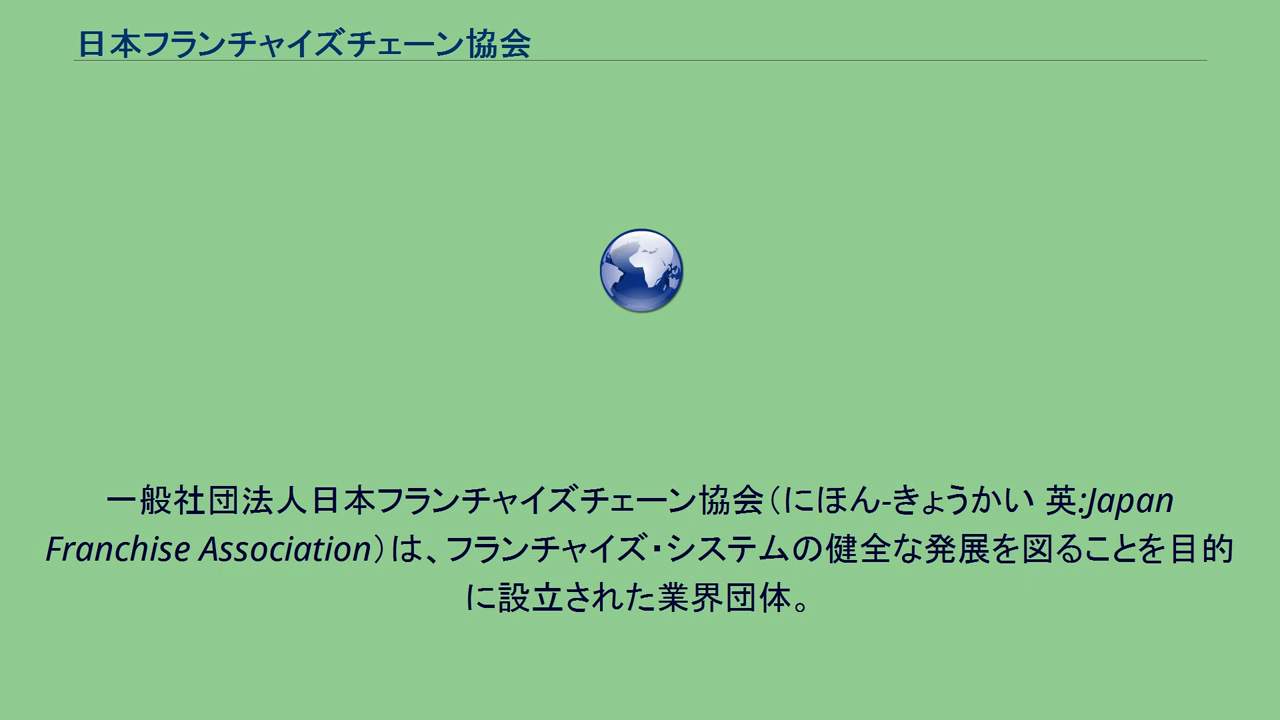 日本フランチャイズチェーン協会
一般社団法人日本フランチャイズチェーン協会（にほん-きょうかい 英:Japan
Franchise Association）は、フランチャイズ・システムの健全な発展を図ることを目的
に設立された業界団体。